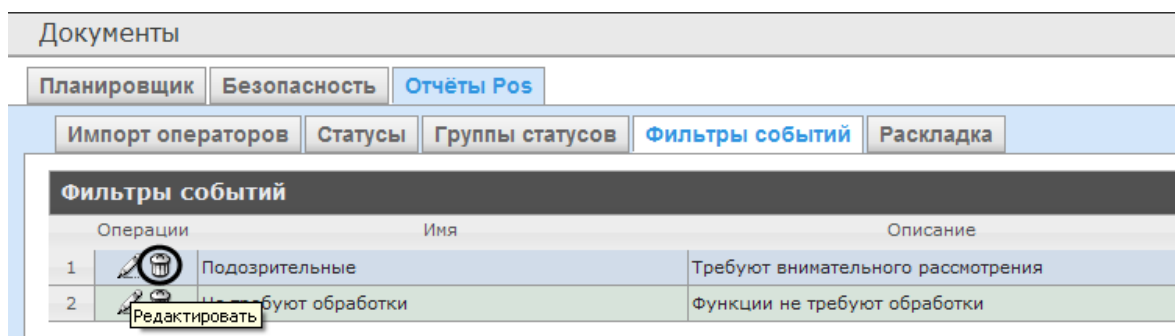 Документы
Планировщик Безопасность Отчёты Pos
Импорт операторов Статусы Группы статусов Фильтры событий Раскладка
Фильтры событий
Операции Имя Описание
1 Подозрительные Требуют внимательного рассмотрения
2 требуют обработки Функции не требуют обработки
Редактировать